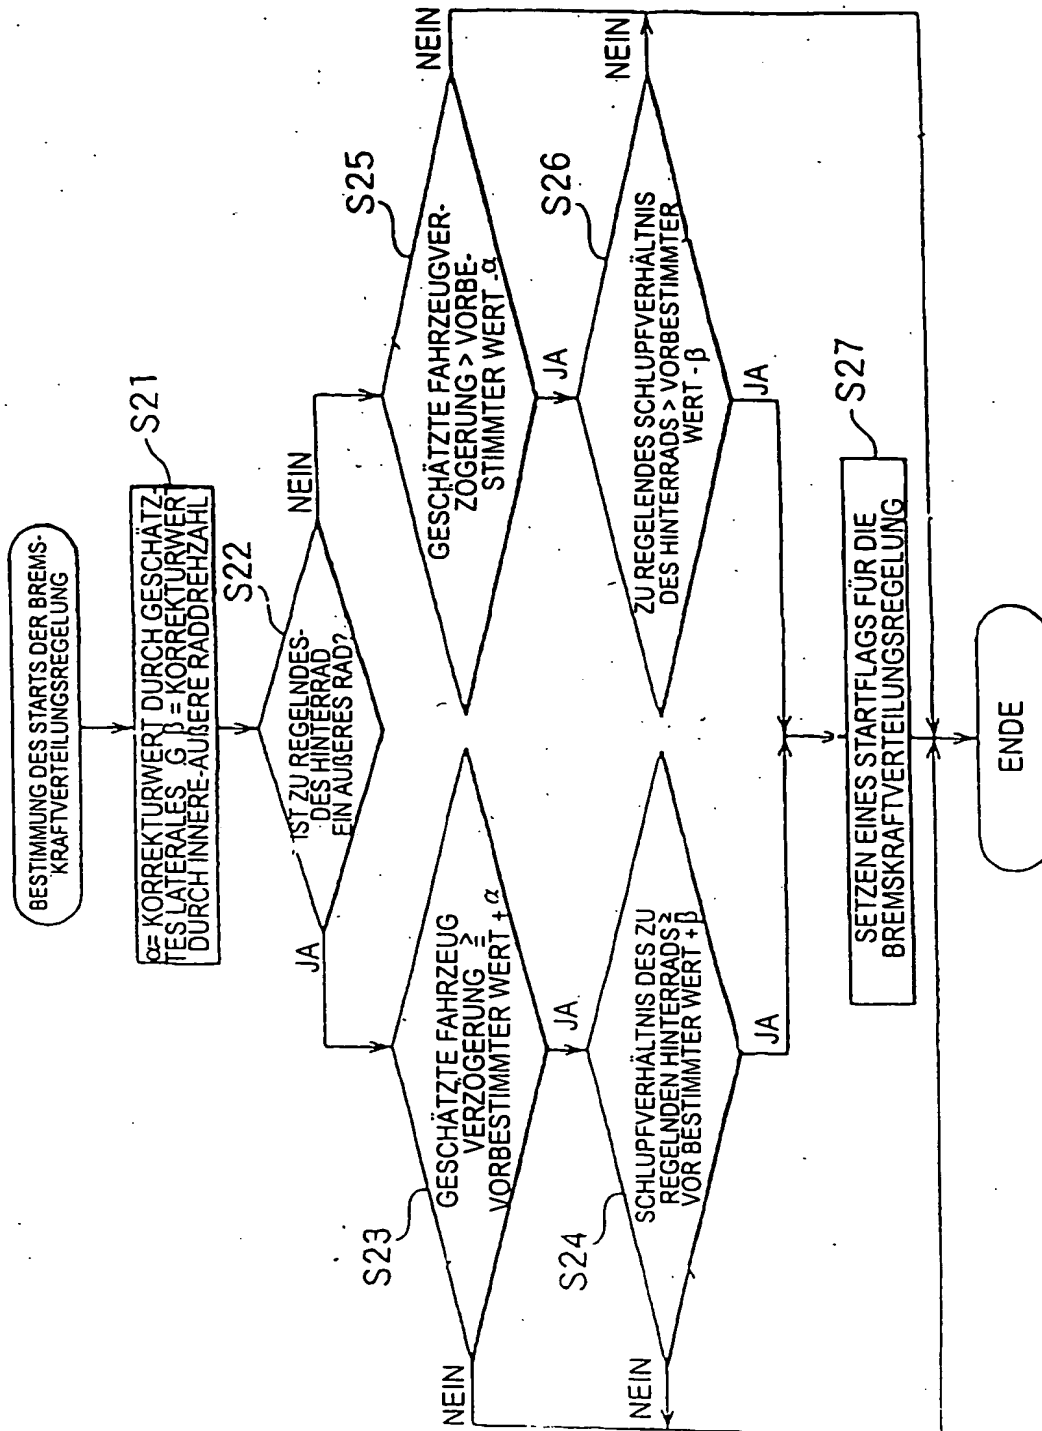 BESTIMMUNG DES STARTS DER BREMS-
KRAFTVERTEILUNGSREGELUNG
S21
α= KORREKTURWERT DURCH GESCHÄTZ-
TES LATERALES G β = KORREKTURWERT
DURCH INNERE-AUßERE RADDREHZAHL
S22
IST ZU REGELNDES-
DES HINTERRAD
EIN AUßERES RAD?
JA
NEIN
S23
GESCHÄTZTE FAHRZEUG
VERZÖGERUNG ≧
VORBESTIMMTER WERT +α
JA
NEIN
S24
SCHLUPFVERHÄLTNIS DES ZU
REGELNDEN HINTERRADS ≥
VOR BESTIMMTER WERT +β
JA
NEIN
S25
GESCHÄTZTE FAHRZEUGVER-
ZÖGERUNG > VORBE-
STIMMTER WERT -α
JA
NEIN
S26
ZU REGELENDES SCHLUPFVERHÄLTNIS
DES HINTERRADS > VORBESTIMMTER
WERT -β
JA
NEIN
S27
SETZEN EINES STARTFLAGS FÜR DIE
BREMSKRAFTVERTEILUNGSREGELUNG
ENDE